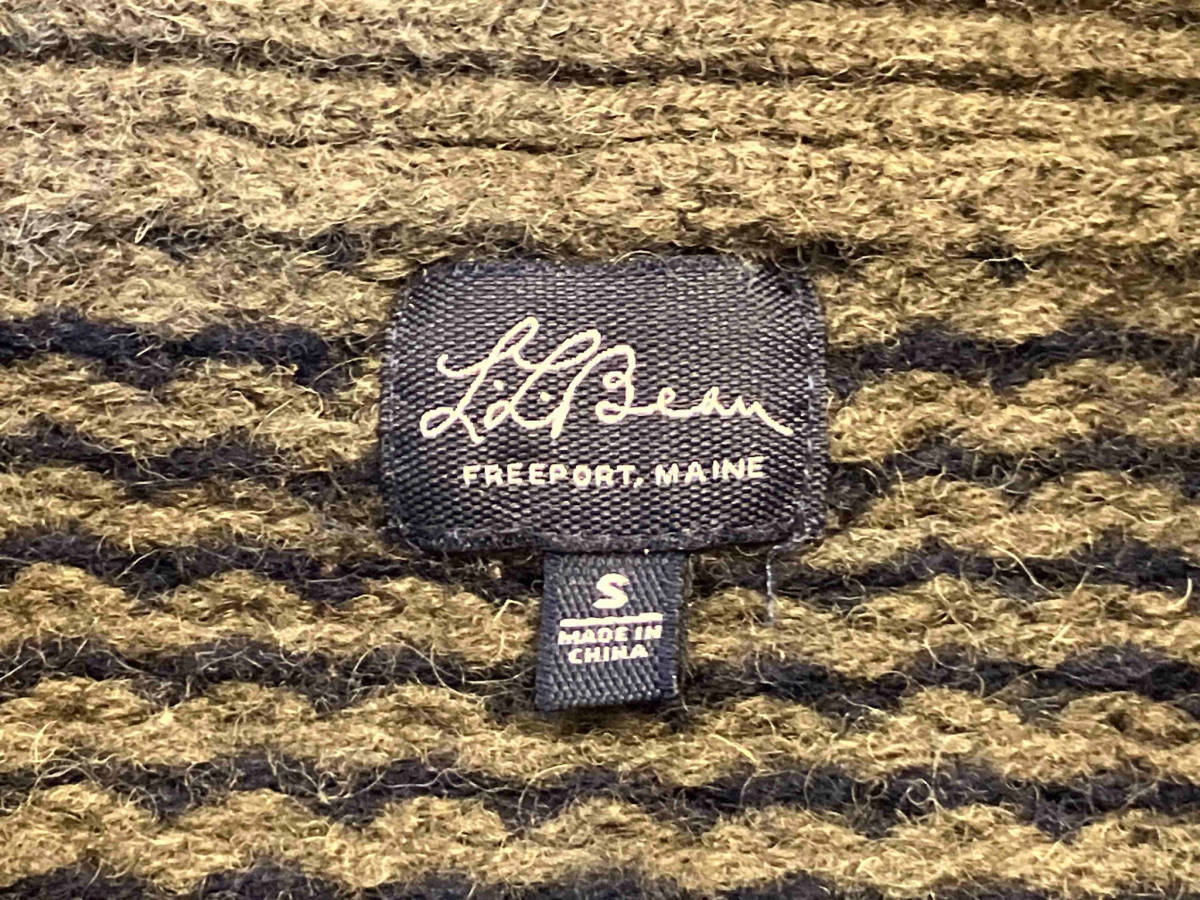 L.L.Bean
FREEPORT, MAINE
S
MADE IN
CHINA